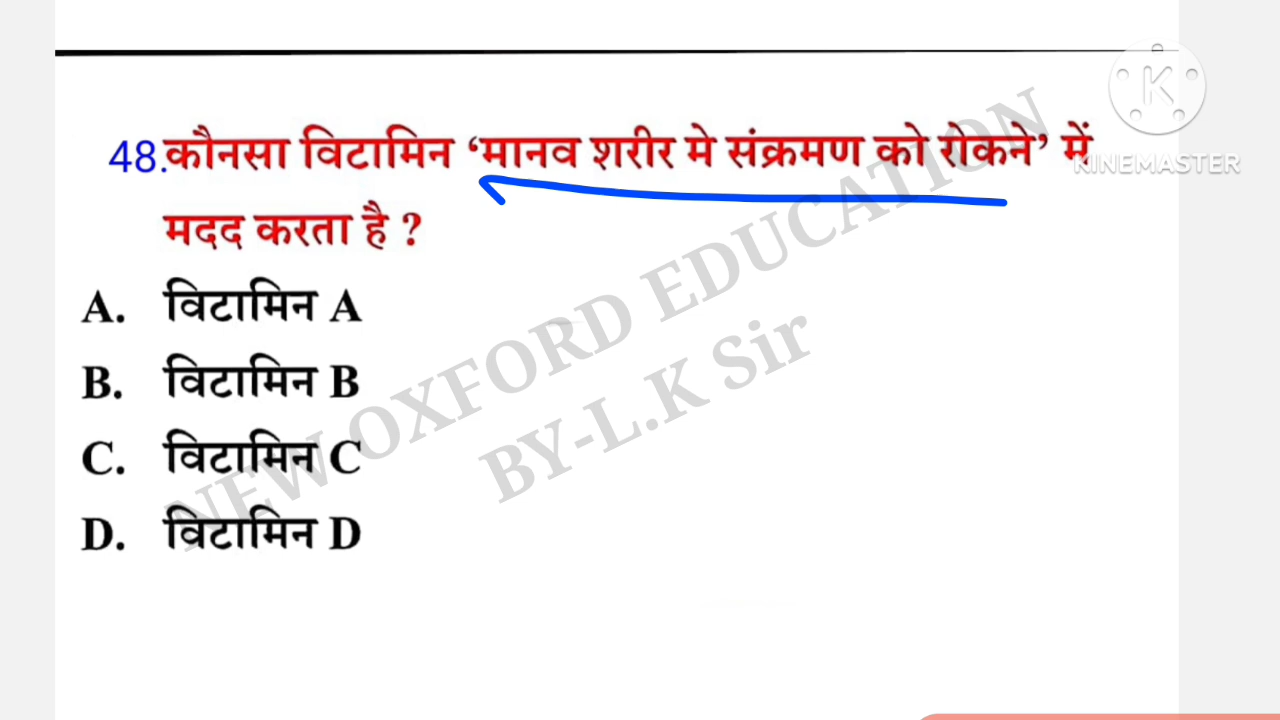 K
KINEMASTER
48.कौनसा विटामिन ‘मानव शरीर मे संक्रमण को रोकने’ में
मदद करता है ?
A. विटामिन A
B. विटामिन B
C. विटामिन C
D. विटामिन D
NEW OXFORD EDUCATION
BY-L.K Sir